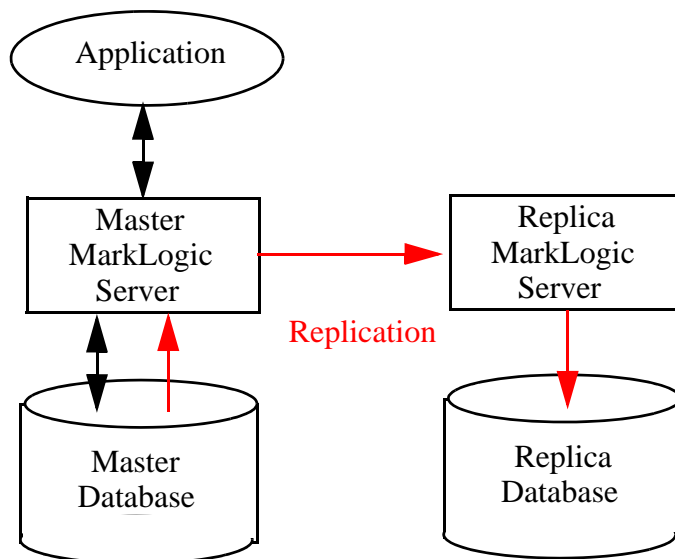 Application
Master
MarkLogic
Server
Replica
MarkLogic
Server
Replication
Master
Database
Replica
Database